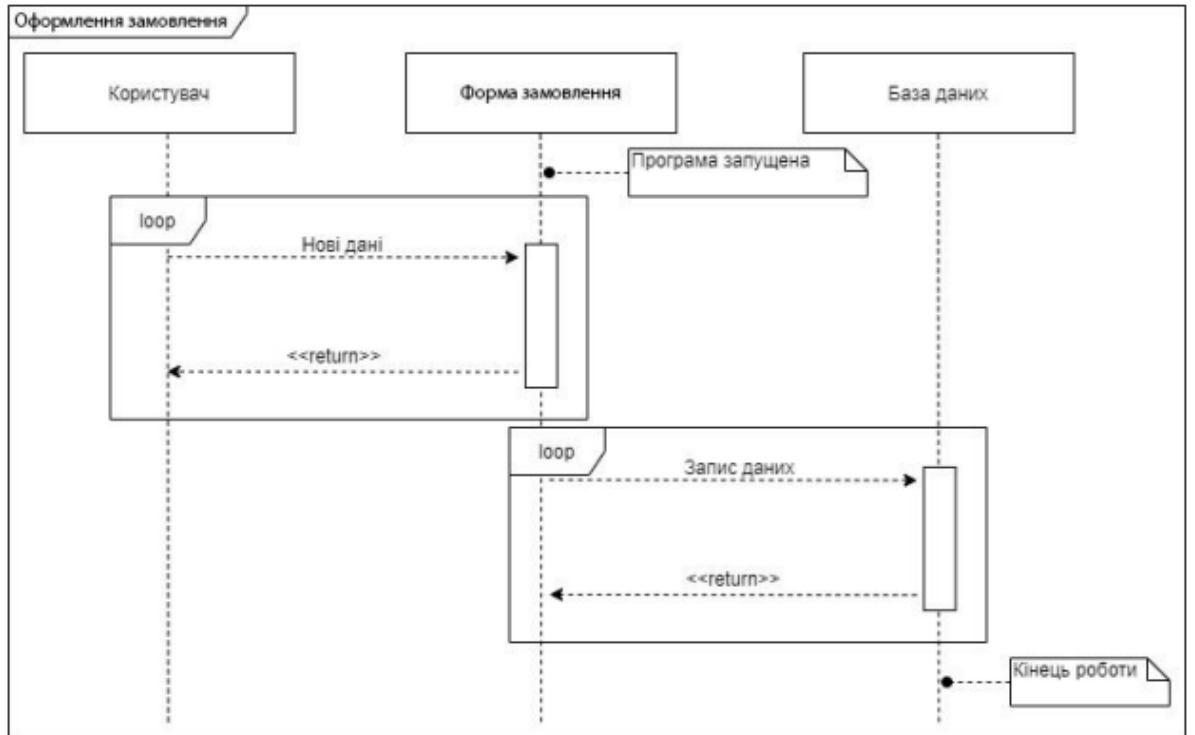 Оформлення замовлення
Користувач
Форма замовлення
База даних
Програма запущена
loop
Нові дані
<<return>>
loop
Запис даних
<<return>>
Кінець роботи